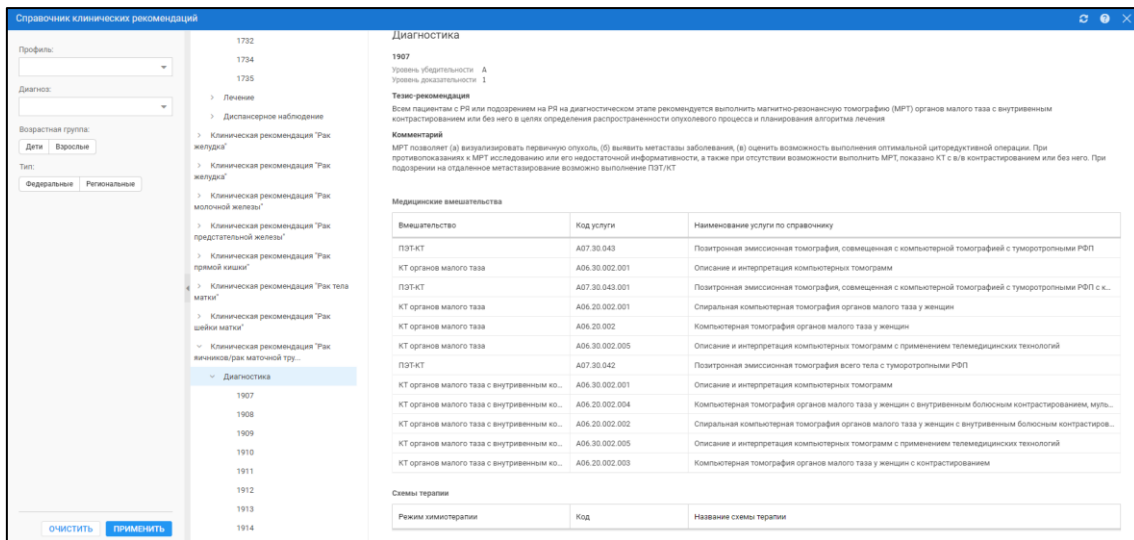 Справочник клинических рекомендаций
Профиль:
Диагноз:
Возрастная группа:
Дети Взрослые
Тип:
Федеральные Региональные
ОЧИСТИТЬ ПРИМЕНИТЬ
1732
1734
1735
Лечение
Диспансерное наблюдение
Клиническая рекомендация "Рак
желудка"
Клиническая рекомендация "Рак
желудка"
Клиническая рекомендация "Рак
молочной железы"
Клиническая рекомендация "Рак
предстательной железы"
Клиническая рекомендация "Рак
прямой кишки"
Клиническая рекомендация "Рак тела
матки"
Клиническая рекомендация "Рак
шейки матки"
Клиническая рекомендация "Рак
яичников/рак маточной тру...
Диагностика
1907
1908
1909
1910
1911
1912
1913
1914
Диагностика
1907
Уровень убедительности A
Уровень доказательности 1
Тезис-рекомендация
Всем пациентам с РЯ или подозрением на РЯ на диагностическом этапе рекомендуется выполнить магнитно-резонансную томографию (МРТ) органов малого таза с внутривенным
контрастированием или без него в целях определения распространенности опухолевого процесса и планирования алгоритма лечения
Комментарий
МРТ позволяет (а) визуализировать первичную опухоль, (б) выявить метастазы заболевания, (в) оценить возможность выполнения оптимальной циторедуктивной операции. При
противопоказаниях к МРТ исследованию или его недостаточной информативности, а также при отсутствии возможности выполнить МРТ, показано КТ с в/в контрастированием или без него. При
подозрении на отдаленное метастазирование возможно выполнение ПЭТ/КТ
Медицинские вмешательства
Вмешательство Код услуги Наименование услуги по справочнику
ПЭТ-КТ A07.30.043 Позитронная эмиссионная томография, совмещенная с компьютерной томографией с туморотропными РФП
КТ органов малого таза A06.30.002.001 Описание и интерпретация компьютерных томограмм
ПЭТ-КТ A07.30.043.001 Позитронная эмиссионная томография, совмещенная с компьютерной томографией с туморотропными РФП с к...
КТ органов малого таза A06.20.002.001 Спиральная компьютерная томография органов малого таза у женщин
КТ органов малого таза A06.20.002 Компьютерная томография органов малого таза у женщин
КТ органов малого таза A06.30.002.005 Описание и интерпретация компьютерных томограмм с применением телемедицинских технологий
ПЭТ-КТ A07.30.042 Позитронная эмиссионная томография всего тела с туморотропными РФП
КТ органов малого таза с внутривенным ко... A06.30.002.001 Описание и интерпретация компьютерных томограмм
КТ органов малого таза с внутривенным ко... A06.20.002.004 Компьютерная томография органов малого таза у женщин с внутривенным болюсным контрастированием, муль...
КТ органов малого таза с внутривенным ко... A06.20.002.002 Спиральная компьютерная томография органов малого таза у женщин с внутривенным болюсным контрастиров...
КТ органов малого таза с внутривенным ко... A06.30.002.005 Описание и интерпретация компьютерных томограмм с применением телемедицинских технологий
КТ органов малого таза с внутривенным ко... A06.20.002.003 Компьютерная томография органов малого таза у женщин с контрастированием
Схемы терапии
Режим химиотерапии Код Название схемы терапии